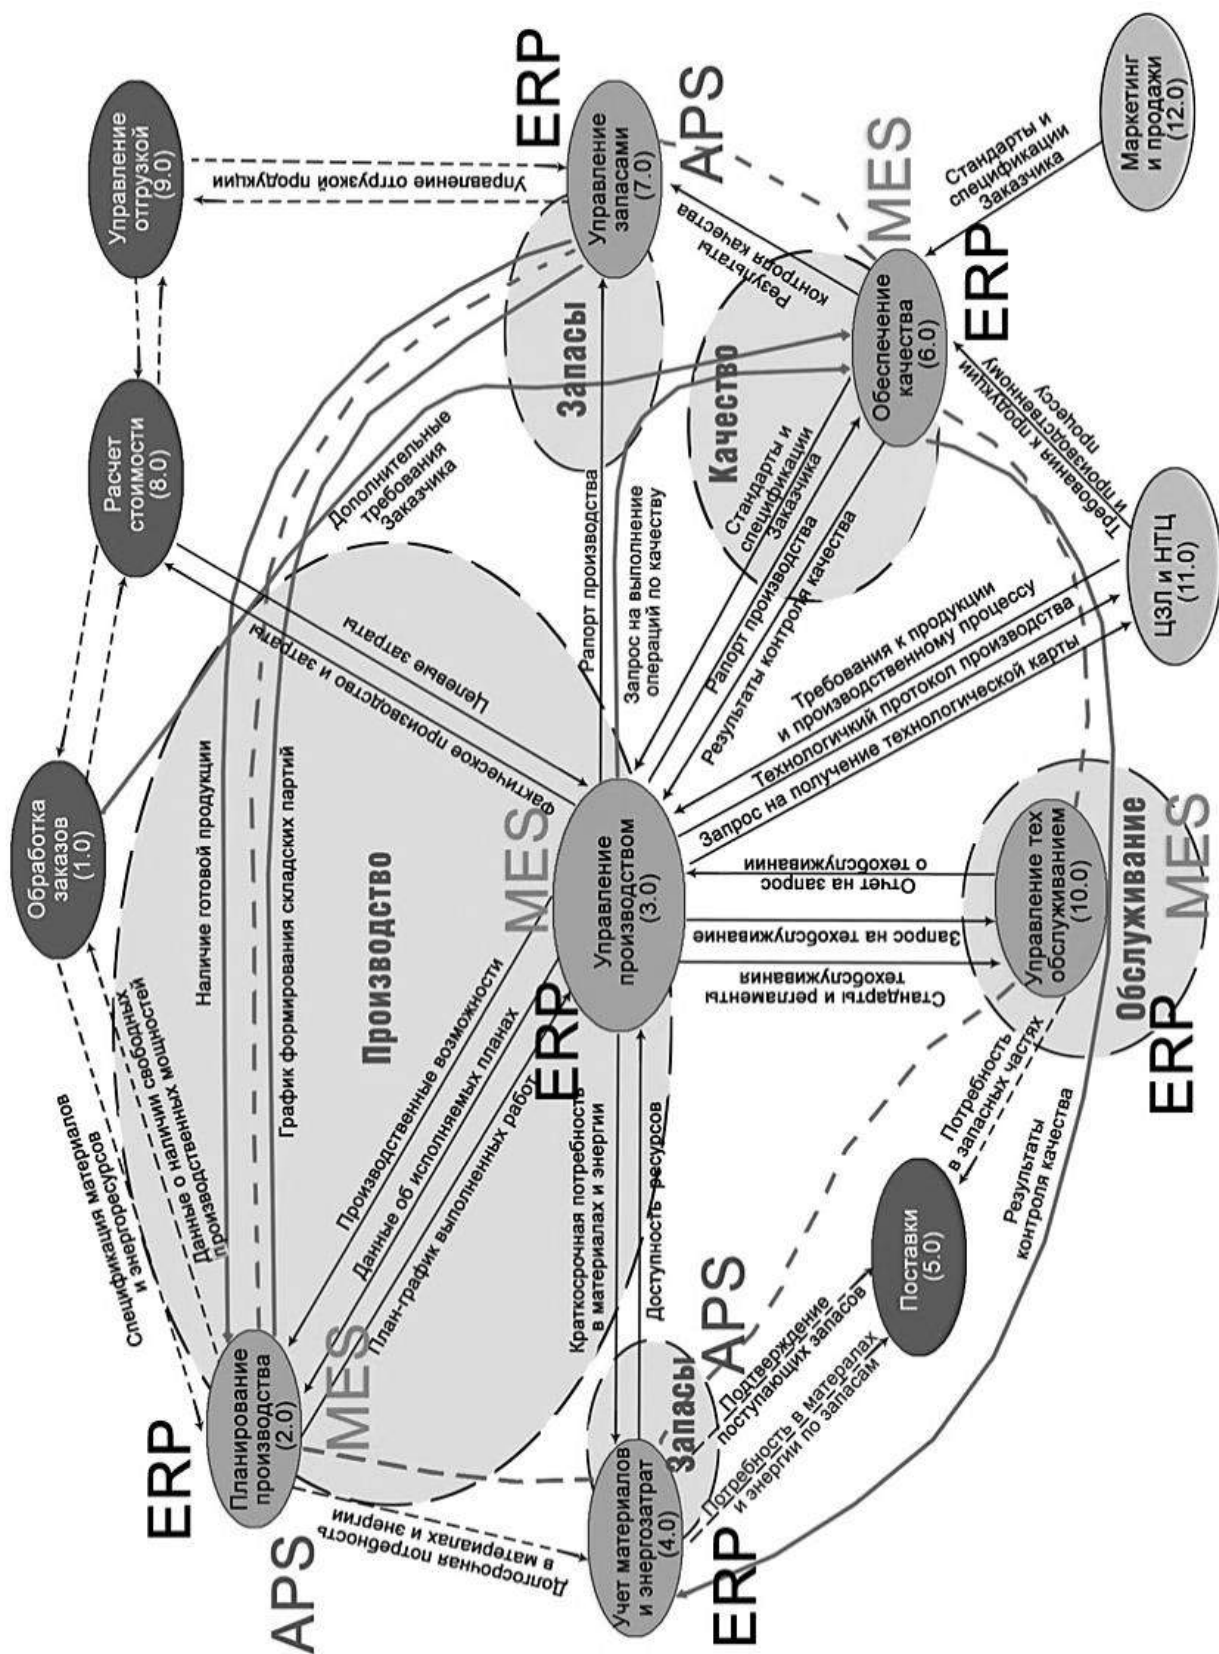 Обработка
заказов
(1.0)
Расчет
стоимости
(8.0)
Управление
отгрузкой
(9.0)
Спецификация материалов
и энергоресурсов
Данные о наличии свободных
производственных мощностей
Наличие готовой продукции
График формирования складских партий
Дополнительные
требования
Заказчика
Управление отгрузкой продукции
ERP
Планирование
производства
(2.0)
APS
MES
Производство
Фактическое производство и затраты
Целевые затраты
Запасы
ERP
Управление
запасами
(7.0)
APS
Производственные возможности
Данные об исполняемых планах
План-график выполненных работ
MES
Управление
производством
(3.0)
ERP
Рапорт производства
Запрос на выполнение
операций по качеству
Качество
Результаты
контроля качества
Долгосрочная потребность
в материалах и энергии
Краткосрочная потребность
в материалах и энергии
Доступность ресурсов
Стандарты и
спецификации
Заказчика
Рапорт производства
Результаты контроля качества
Обеспечение
качества
(6.0)
MES
ERP
Стандарты и
спецификации
Заказчика
Учет материалов
и энергозатрат
(4.0)
Запасы
APS
ERP
Подтверждение
поступающих запасов
Потребность в матералах
и энергии по запасам
Поставки
(5.0)
Стандарты и регламенты
техобслуживания
Запрос на техобслуживание
Отчет на запрос
о техобслуживании
Требования к продукции
и производственному процессу
Технологичкий протокол производства
Запрос на получение технологической карты
Требования к продукции
и производственному
процессу
Потребность
в запасных частях
Результаты
контроля качества
Управление тех
обслуживанием
(10.0)
Обслуживание
MES
ERP
ЦЗЛ и НТЦ
(11.0)
Маркетинг
и продажи
(12.0)